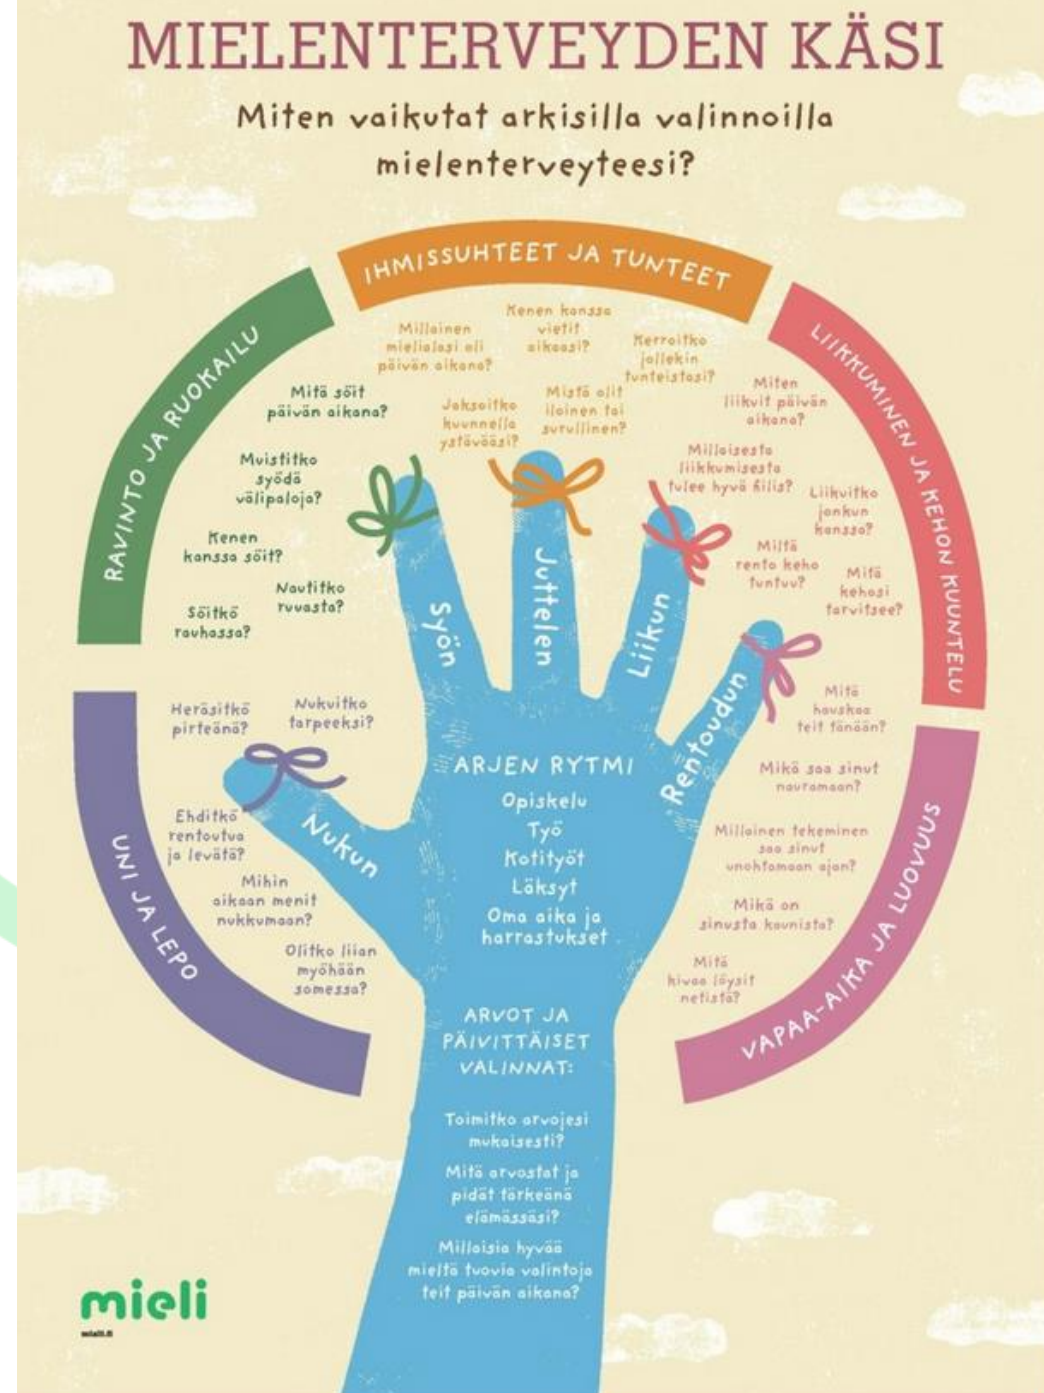 MIELENTERVEYDEN KÄSI
Miten vaikutat arkisilla valinnoilla
mielenterveyteesi?
IHMISSUHTEET JA TUNTEET
Millainen
mielialasi oli
päivän aikana?
Kenen kanssa
vietit
aikaasi?
Kerroitko
jollekin
tunteistasi?
Jaksoitko
kuunnella
ystävääsi?
Mistä olit
iloinen tai
surullinen?
RAVINTO JA RUOKAILU
Mitä söit
päivän aikana?
Muistitko
syödä
välipaloja?
Kenen
kanssa söit?
Nautitko
ruuasta?
Söitkö
rauhassa?
LIIKKUMINEN JA KEHON KUUNTELU
Miten
liikuit päivän
aikana?
Millaisesta
liikkumisesta
tulee hyvä fiilis?
Liikuitko
jonkun
kanssa?
Miltä
rento keho
tuntuu?
Mitä
kehosi
tarvitsee?
UNI JA LEPO
Heräsitkö
pirteänä?
Nukuitko
tarpeeksi?
Ehditkö
rentoutua
ja levätä?
Mihin
aikaan menit
nukkumaan?
Olitko liian
myöhään
somessa?
VAPAA-AIKA JA LUOVUUS
Mitä
hauskaa
teit tänään?
Mikä saa sinut
nauramaan?
Millainen tekeminen
saa sinut
unohtamaan ajan?
Mikä on
sinusta kaunista?
Mitä
kivaa löysit
netistä?
Nukun
Syön
Juttelen
Liikun
Rentoudun
ARJEN RYTMI
Opiskelu
Työ
Kotityöt
Läksyt
Oma aika ja
harrastukset
ARVOT JA
PÄIVITTÄISET
VALINNAT:
Toimitko arvojesi
mukaisesti?
Mitä arvostat ja
pidät tärkeänä
elämässäsi?
Millaisia hyvää
mieltä tuovia valintoja
teit päivän aikana?
mieli
mieli.fi